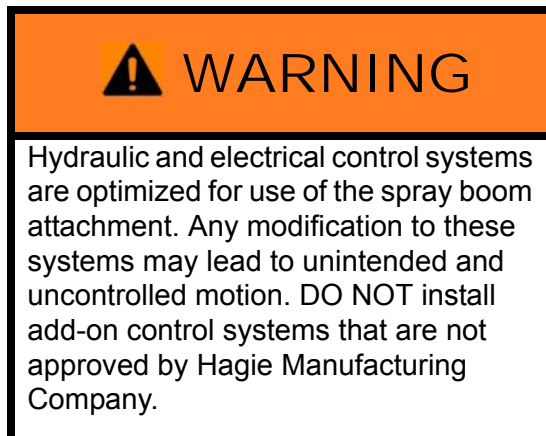 WARNING
Hydraulic and electrical control systems
are optimized for use of the spray boom
attachment. Any modification to these
systems may lead to unintended and
uncontrolled motion. DO NOT install
add-on control systems that are not
approved by Hagie Manufacturing
Company.